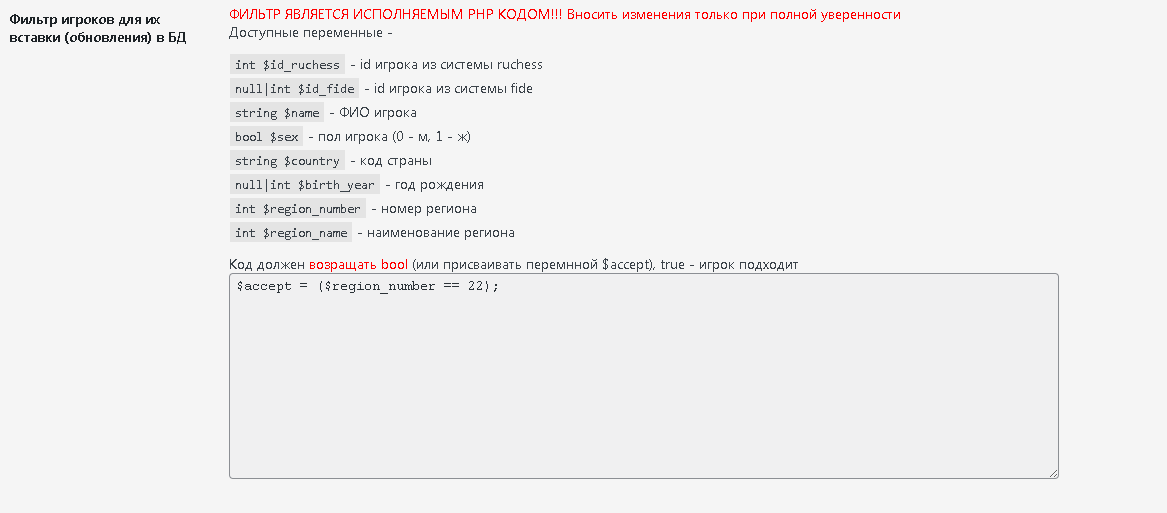 Фильтр игроков для их
вставки (обновления) в БД
ФИЛЬТР ЯВЛЯЕТСЯ ИСПОЛНЯЕМЫМ PHP КОДОМ!!! Вносить изменения только при полной уверенности
Доступные переменные -
int $id_ruchess - id игрока из системы ruchess
null|int $id_fide - id игрока из системы fide
string $name - ФИО игрока
bool $sex - пол игрока (0 - м, 1 - ж)
string $country - код страны
null|int $birth_year - год рождения
int $region_number - номер региона
int $region_name - наименование региона
Код должен возращать bool (или присваивать перемнной $accept), true - игрок подходит
$accept = ($region_number == 22);